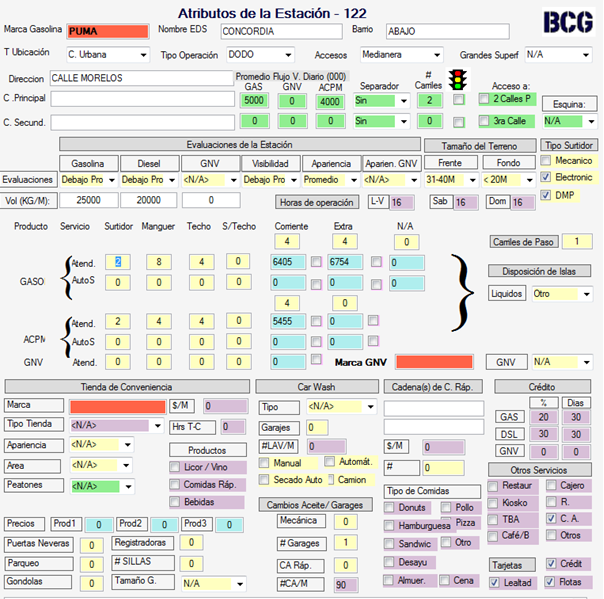 Atributos de la Estación - 122
BCG
Marca Gasolina PUMA Nombre EDS CONCORDIA Barrio ABAJO
T Ubicación C. Urbana Tipo Operación DODO Accesos Medianera Grandes Superf N/A
Direccion CALLE MORELOS Promedio Flujo V. Diario (000) GAS GNV ACPM Separador # Carriles Acceso a:
C .Principal 5000 0 4000 Sin 2 2 Calles P Esquina:
C. Secund. 0 0 0 Sin 0 3ra Calle N/A
Evaluaciones de la Estación Tamaño del Terreno Tipo Surtidor
Gasolina Diesel GNV Visibilidad Apariencia Aparien. GNV Frente Fondo Mecanico
Evaluaciones Debajo Pro Debajo Pro <N/A> Debajo Pro Promedio <N/A> 31-40M < 20M Electronic
Vol (KG/M): 25000 20000 0 Horas de operación L-V 16 Sab 16 Dom 16 DMP
Producto Servicio Surtidor Manguer Techo S/Techo Corriente Extra N/A
4 4 0 Carriles de Paso 1
Atend. 2 8 4 0 6405 6754 0
GASO AutoS 0 0 0 0 0 0 0 Disposición de Islas
4 0 Liquidos Otro
Atend. 2 4 4 0 5455 0
ACPM AutoS 0 0 0 0 0 0
GNV Atend. 0 0 0 0 0 Marca GNV GNV N/A
Tienda de Conveniencia Car Wash Cadena(s) de C. Ráp. Crédito
Marca $/M 0 Tipo <N/A> % Dias
Tipo Tienda <N/A> Hrs T-C 0 Garajes 0 GAS 20 30
Apariencia <N/A> Productos #LAV/M 0 $/M 0 DSL 30 30
Area <N/A> Licor / Vino Manual Automát. # 0 GNV 0 0
Peatones <N/A> Comidas Ráp. Secado Auto Camion Tipo de Comidas Otros Servicios
Bebidas Cambios Aceite/ Garages Donuts Pollo Restaur Cajero
Precios Prod1 0 Prod2 0 Prod3 0 Mecánica 0 Hamburguesa Pizza Kiosko R.
Puertas Neveras 0 Registradoras 0 # Garages 1 Sandwic Otro TBA C. A.
Parqueo 0 # SILLAS 0 CA Ráp. 0 Desayu Café/B Otros
Gondolas 0 Tamaño G. N/A #CA/M 90 Almuer. Cena Tarjetas Crédit
Lealtad Flotas